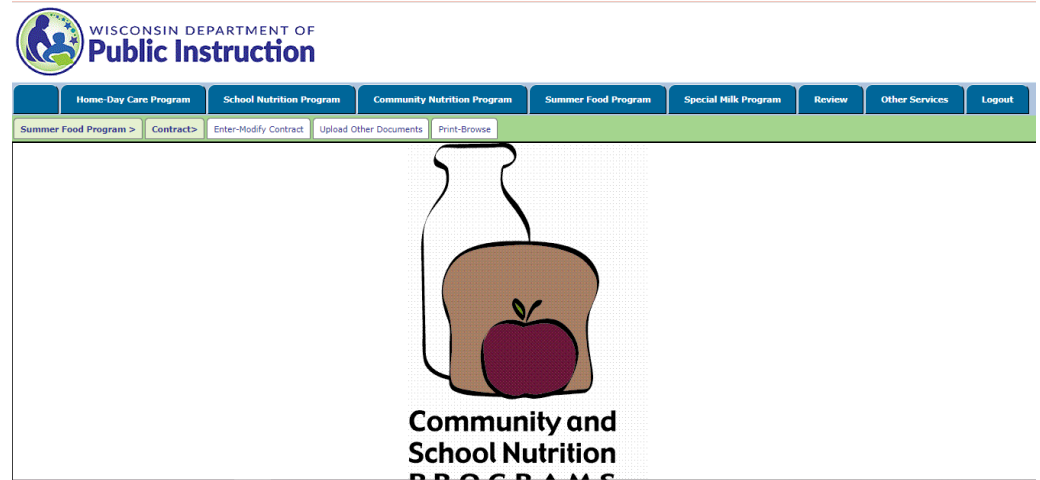 WISCONSIN DEPARTMENT OF
Public Instruction
Home-Day Care Program School Nutrition Program Community Nutrition Program Summer Food Program Special Milk Program Review Other Services Logout
Summer Food Program > Contract> Enter-Modify Contract Upload Other Documents Print-Browse
Community and
School Nutrition
PROGRAMS